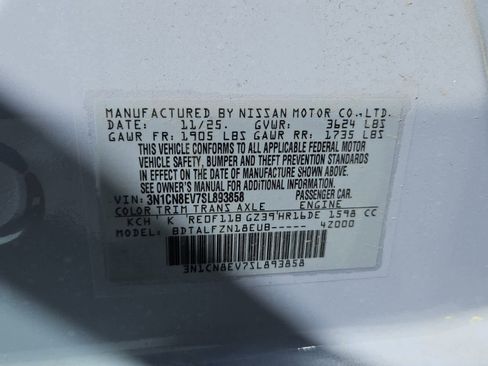 MANUFACTURED BY NISSAN MOTOR CO.,LTD.
DATE: 11/25. GVWR: 3624 LBS
GAWR FR: 1905 LBS GAWR RR: 1735 LBS
THIS VEHICLE CONFORMS TO ALL APPLICABLE FEDERAL MOTOR
VEHICLE SAFETY, BUMPER AND THEFT PREVENTION STANDARDS
IN EFFECT ON THE DATE OF MANUFACTURE SHOWN ABOVE.
SEE OWNER'S MANUAL FOR ADDITIONAL INFORMATION.
VIN: 3N1CN8EV7SL893858 PASSENGER CAR.
COLOR TRIM TRANS AXLE ENGINE
KCH K RE0F11B GZ39 HR16DE 1598 CC
MODEL: BDTALFZN18EUB----- 4Z000
3N1CN8EV7SL893858